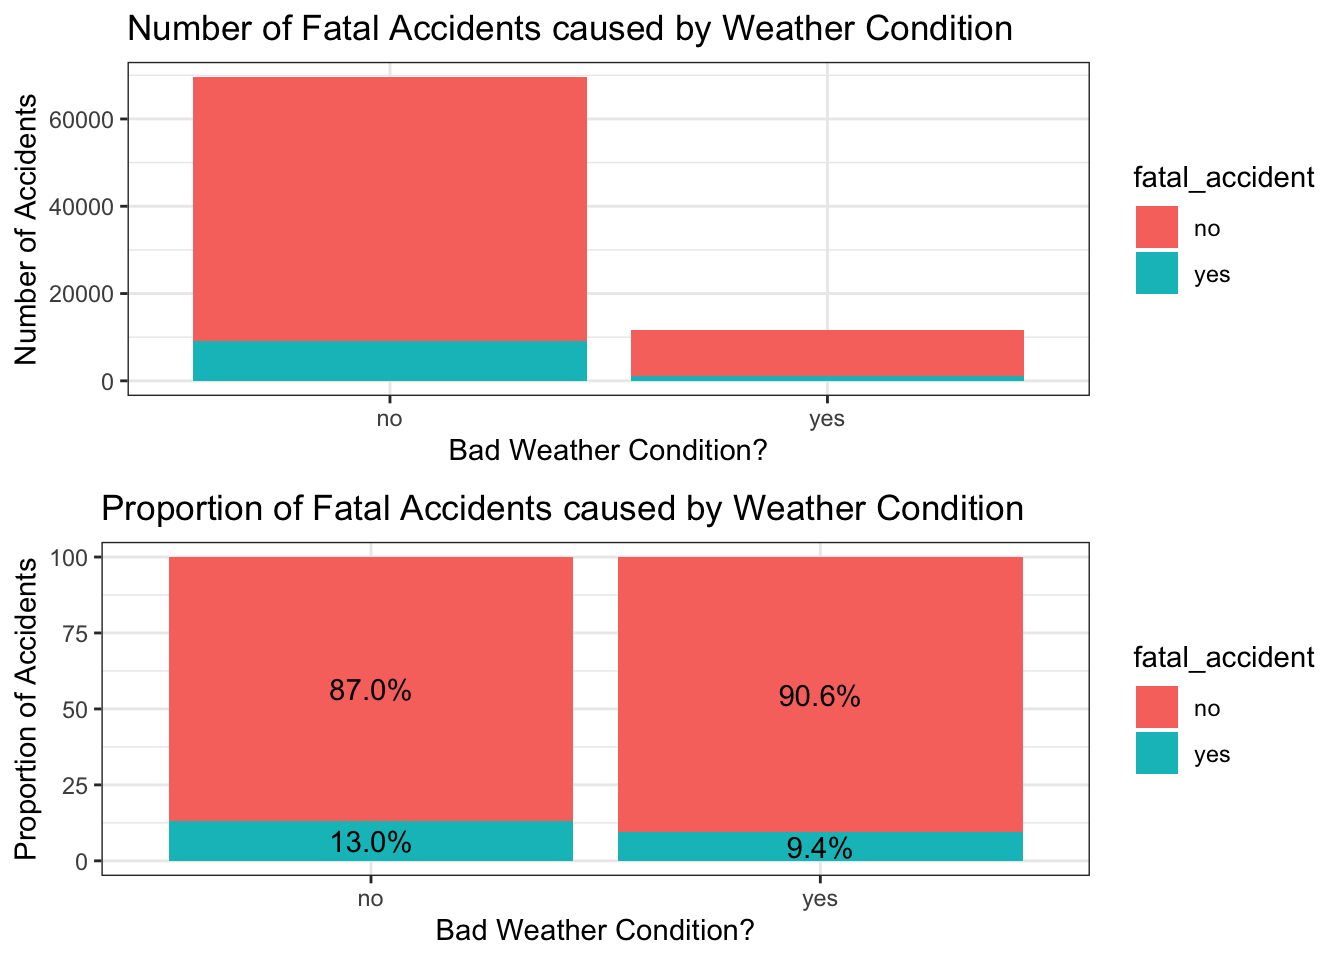 Number of Fatal Accidents caused by Weather Condition
Number of Accidents
60000
40000
20000
0
no
yes
Bad Weather Condition?
fatal_accident
no
yes
Proportion of Fatal Accidents caused by Weather Condition
Proportion of Accidents
100
75
50
25
0
87.0%
90.6%
13.0%
9.4%
no
yes
Bad Weather Condition?
fatal_accident
no
yes